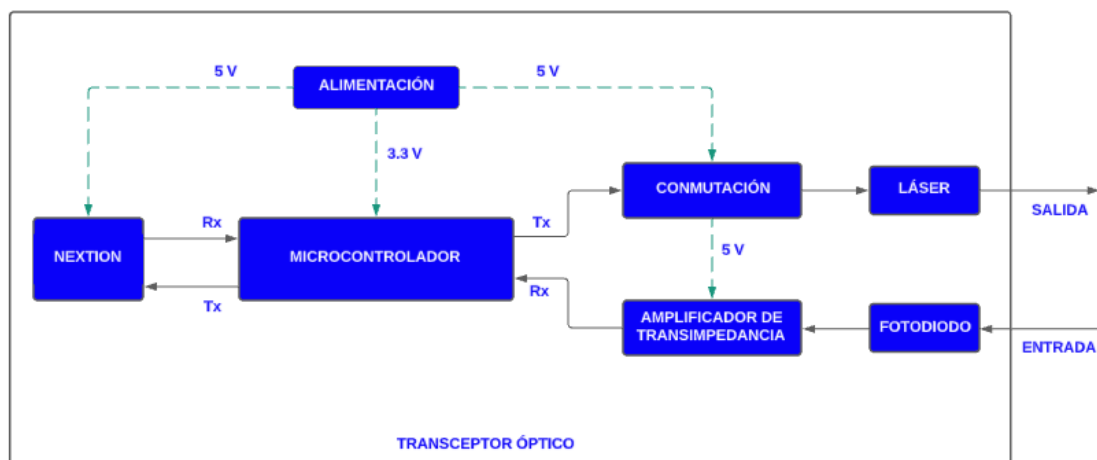 5 V
ALIMENTACIÓN
5 V
3.3 V
CONMUTACIÓN
LÁSER
SALIDA
Rx
Tx
NEXTION
MICROCONTROLADOR
5 V
Tx
Rx
AMPLIFICADOR DE
TRANSIMPEDANCIA
FOTODIODO
ENTRADA
TRANSCEPTOR ÓPTICO